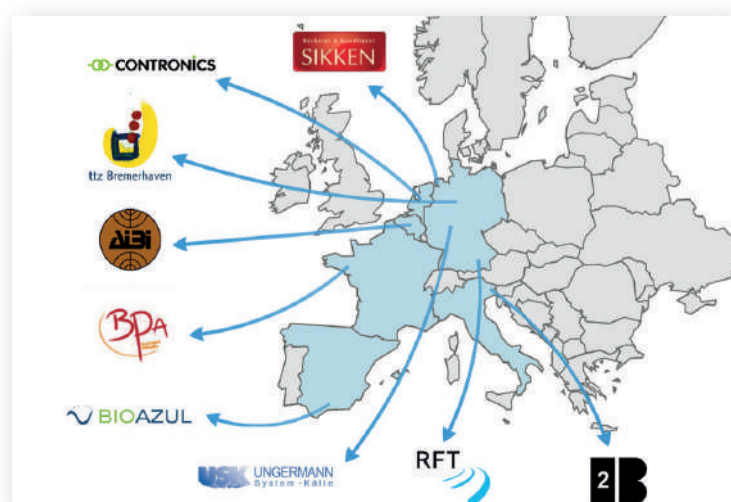 CONTRONICS
Bäckerei & Konditorei
SIKKEN
ttz Bremerhaven
AiBi
BPA
BIOAZUL
USK UNGERMANN
System-Kälte
RFT
2B